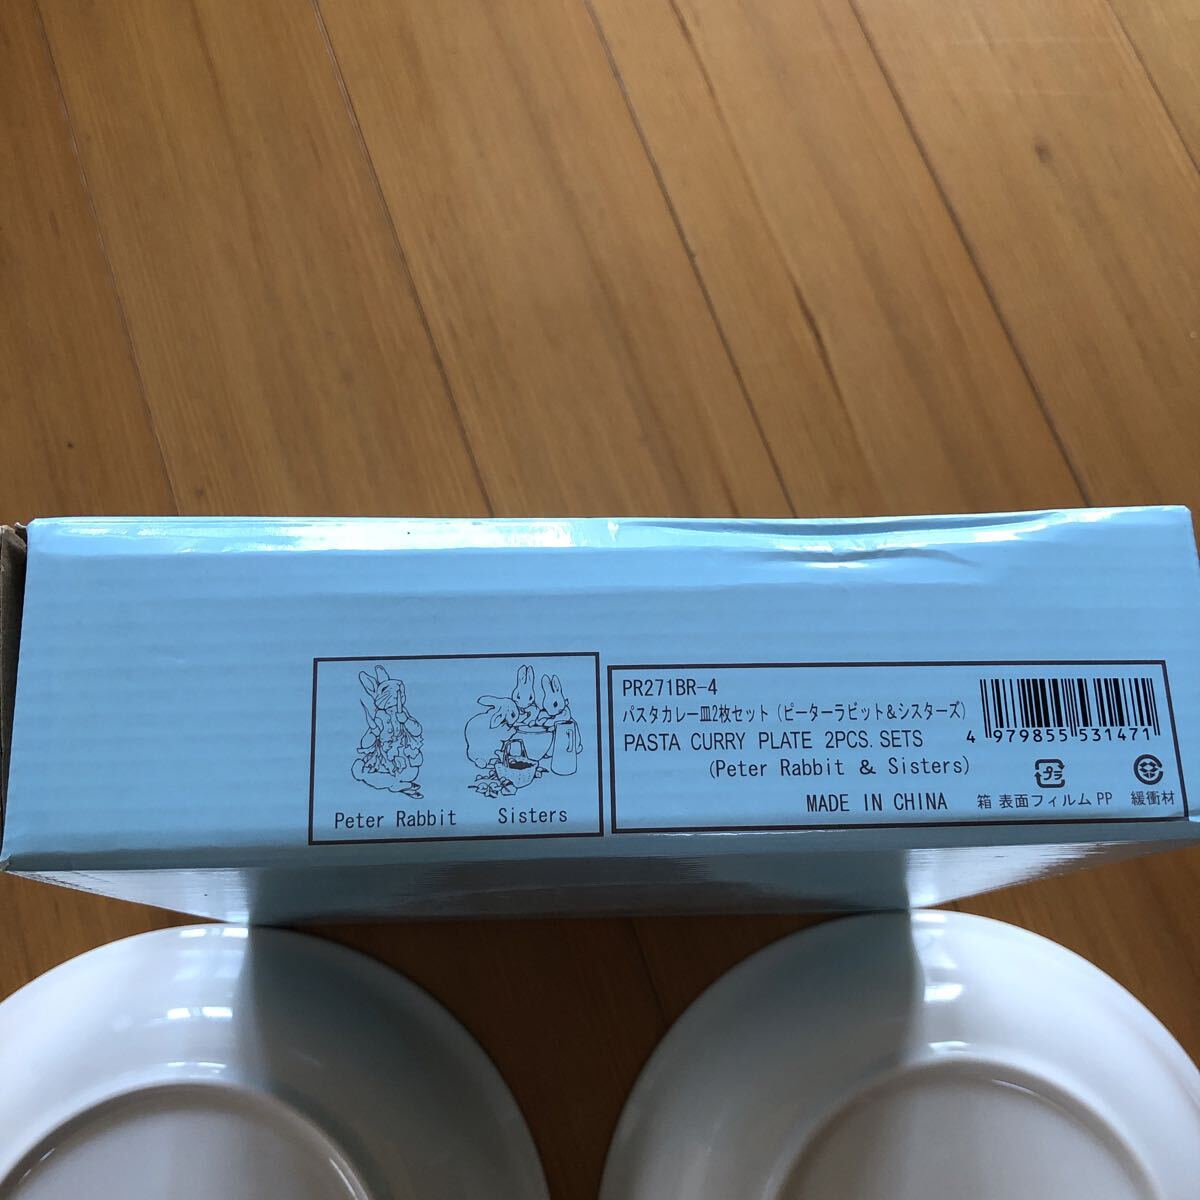 Peter Rabbit
Sisters
PR271BR-4
パスタカレー皿2枚セット(ピーターラビット&シスターズ)
PASTA CURRY PLATE 2PCS. SETS
(Peter Rabbit & Sisters)
MADE IN CHINA
4 979855 531471
プラ
箱 表面フィルム PP 緩衝材